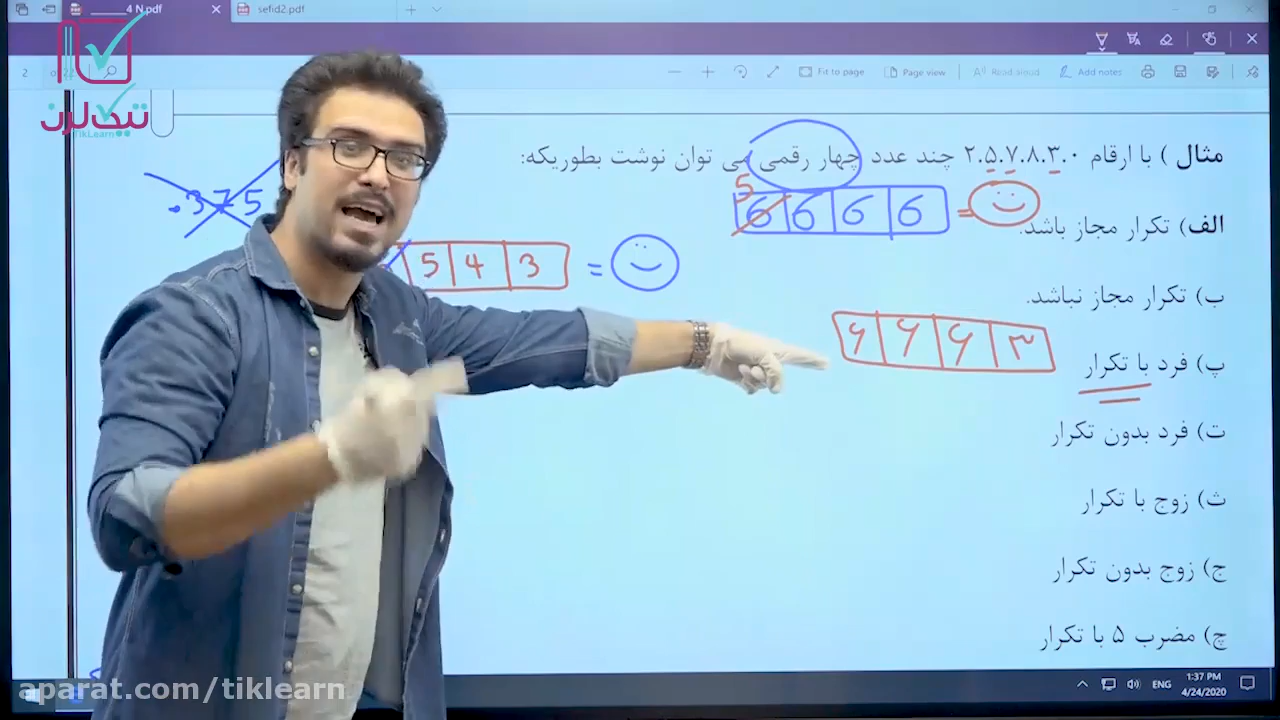 4 N.pdf
sefid2.pdf
2
Fit to page
Page view
Read aloud
Add notes
تیک لرن
TikLearn
مثال ) با ارقام ۲،۵،۷،۸،۳،۰ چند عدد چهار رقمی می توان نوشت بطوریکه:
.375
5
6 6 6 6 =
الف) تکرار مجاز باشد.
5 4 3 =
ب) تکرار مجاز نباشد.
۶ ۶ ۶ ۳
پ) فرد با تکرار
ت) فرد بدون تکرار
ث) زوج با تکرار
ج) زوج بدون تکرار
چ) مضرب ۵ با تکرار
aparat.com/tiklearn
ENG
1:37 PM
4/24/2020